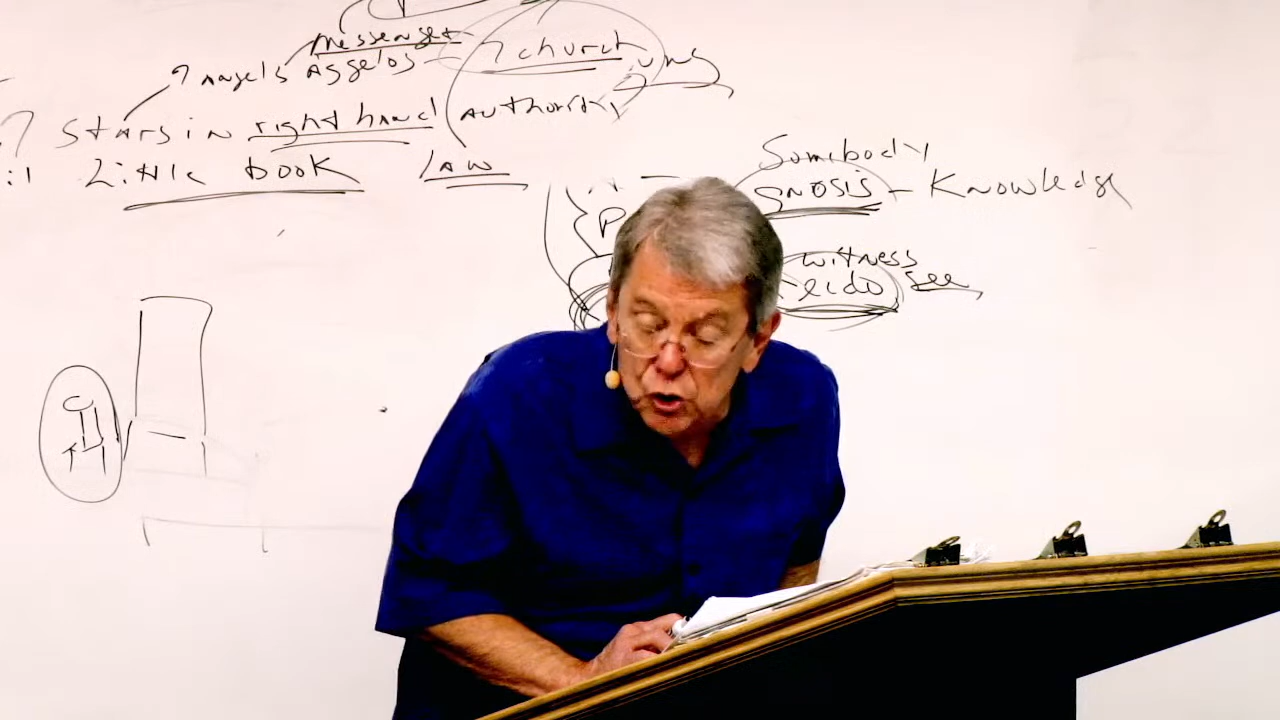 messenger
7 Angels Aggelos - 7 church
7 Stars in right hand Authority
Little book Law
Somebody
gnosis - Knowledge
P
witness
eido see